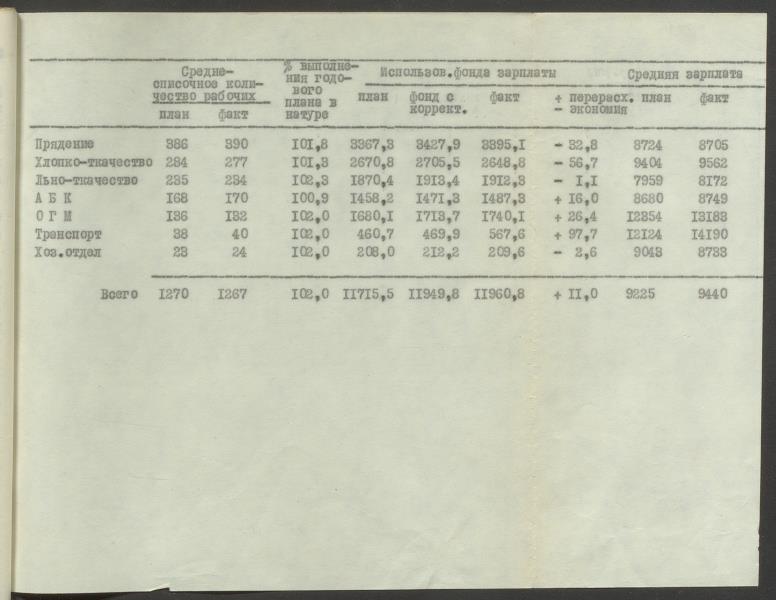 Средне-списочное количество рабочих % выполнения годового плана в натуре Использов.фонда зарплаты Средняя зарплата
план факт план фонд с коррект. факт + перерасх. - экономия план факт
Прядение 386 390 101,8 3367,3 3427,9 3395,1 - 32,8 8724 8705
Хлопко-ткачество 284 277 101,3 2670,8 2705,5 2648,8 - 56,7 9404 9562
Льно-ткачество 235 234 102,3 1870,4 1913,4 1912,3 - 1,1 7959 8172
А Б К 168 170 100,9 1458,2 1471,3 1487,3 + 16,0 8680 8749
О Г М 136 132 102,0 1680,1 1713,7 1740,1 + 26,4 12354 13183
Транспорт 38 40 102,0 460,7 469,9 567,6 + 97,7 12124 14190
Хоз.отдел 23 24 102,0 208,0 212,2 209,6 - 2,6 9043 8733
Всего 1270 1267 102,0 11715,5 11949,8 11960,8 + 11,0 9225 9440